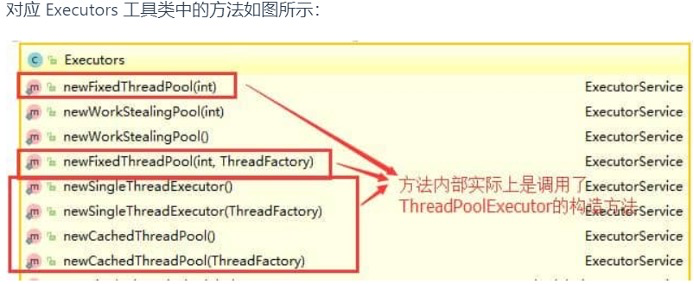 对应 Executors 工具类中的方法如图所示：
Executors
newFixedThreadPool(int) ExecutorService
newWorkStealingPool(int) ExecutorService
newWorkStealingPool() ExecutorService
newFixedThreadPool(int, ThreadFactory) ExecutorService
newSingleThreadExecutor() ExecutorService
newSingleThreadExecutor(ThreadFactory) ExecutorService
newCachedThreadPool() ExecutorService
newCachedThreadPool(ThreadFactory) ExecutorService
方法内部实际上是调用了
ThreadPoolExecutor的构造方法